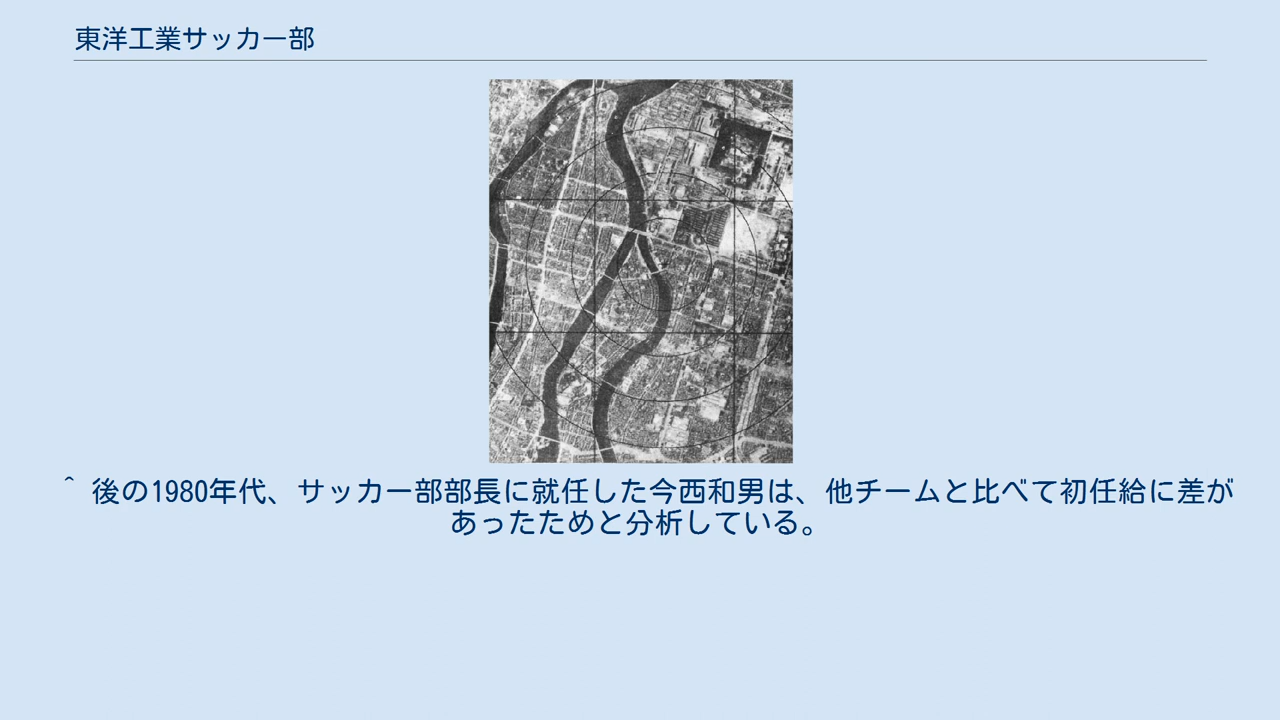 東洋工業サッカー部
^ 後の1980年代、サッカー部部長に就任した今西和男は、他チームと比べて初任給に差が
あったためと分析している。